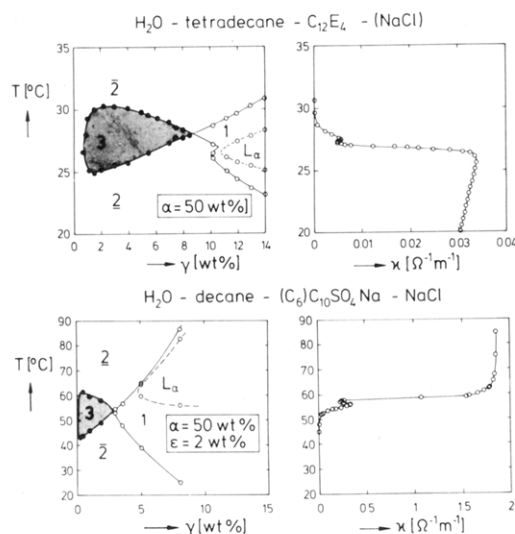 H₂O - tetradecane - C₁₂E₄ - (NaCl)
T [°C]
35
30
25
20
2̄
3
1
Lα
2̲
α = 50 wt%]
0 2 4 6 8 10 12 14
γ [wt%]
35
30
25
20
0 0.01 0.02 0.03 0.04
ϰ [Ω⁻¹m⁻¹]
H₂O - decane - (C₆)C₁₀SO₄Na - NaCl
T [°C]
90
80
70
60
50
40
30
20
2̲
3
Lα
1
2̄
α = 50 wt%
ε = 2 wt%
0 5 10 15
γ [wt%]
90
80
70
60
50
40
30
20
0 0.5 1 1.5 2
ϰ [Ω⁻¹m⁻¹]